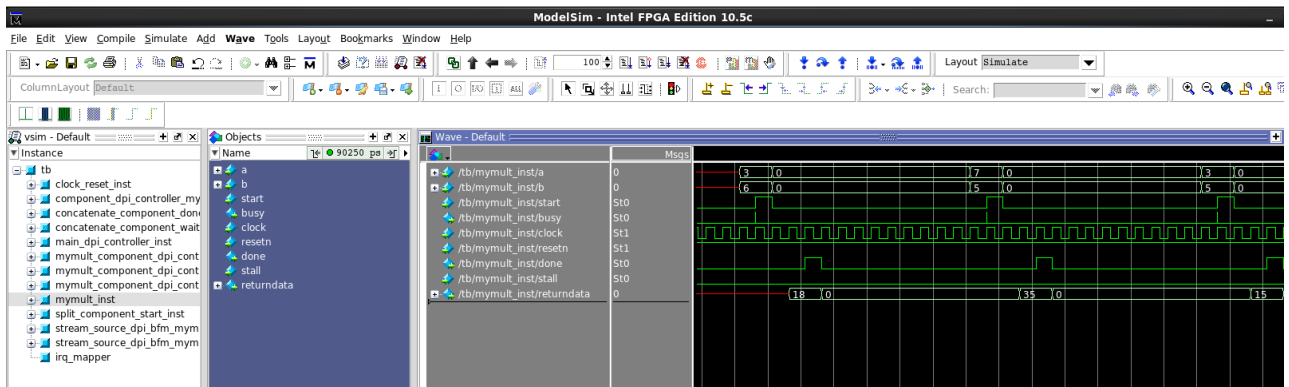 ModelSim - Intel FPGA Edition 10.5c
File Edit View Compile Simulate Add Wave Tools Layout Bookmarks Window Help
100
Layout Simulate
ColumnLayout Default
Search:
vsim - Default
Objects
Wave - Default
Instance
Name
90250 ps
Msgs
tb
clock_reset_inst
component_dpi_controller_my
concatenate_component_don
concatenate_component_wait
main_dpi_controller_inst
mymult_component_dpi_cont
mymult_component_dpi_cont
mymult_component_dpi_cont
mymult_inst
split_component_start_inst
stream_source_dpi_bfm_mym
stream_source_dpi_bfm_mym
irq_mapper
a
b
start
busy
clock
resetn
done
stall
returndata
/tb/mymult_inst/a 0 3 0 7 0 3 0
/tb/mymult_inst/b 0 6 0 5 0 5 0
/tb/mymult_inst/start St0
/tb/mymult_inst/busy St0
/tb/mymult_inst/clock St1
/tb/mymult_inst/resetn St1
/tb/mymult_inst/done St0
/tb/mymult_inst/stall St0
/tb/mymult_inst/returndata 0 18 0 35 0 15